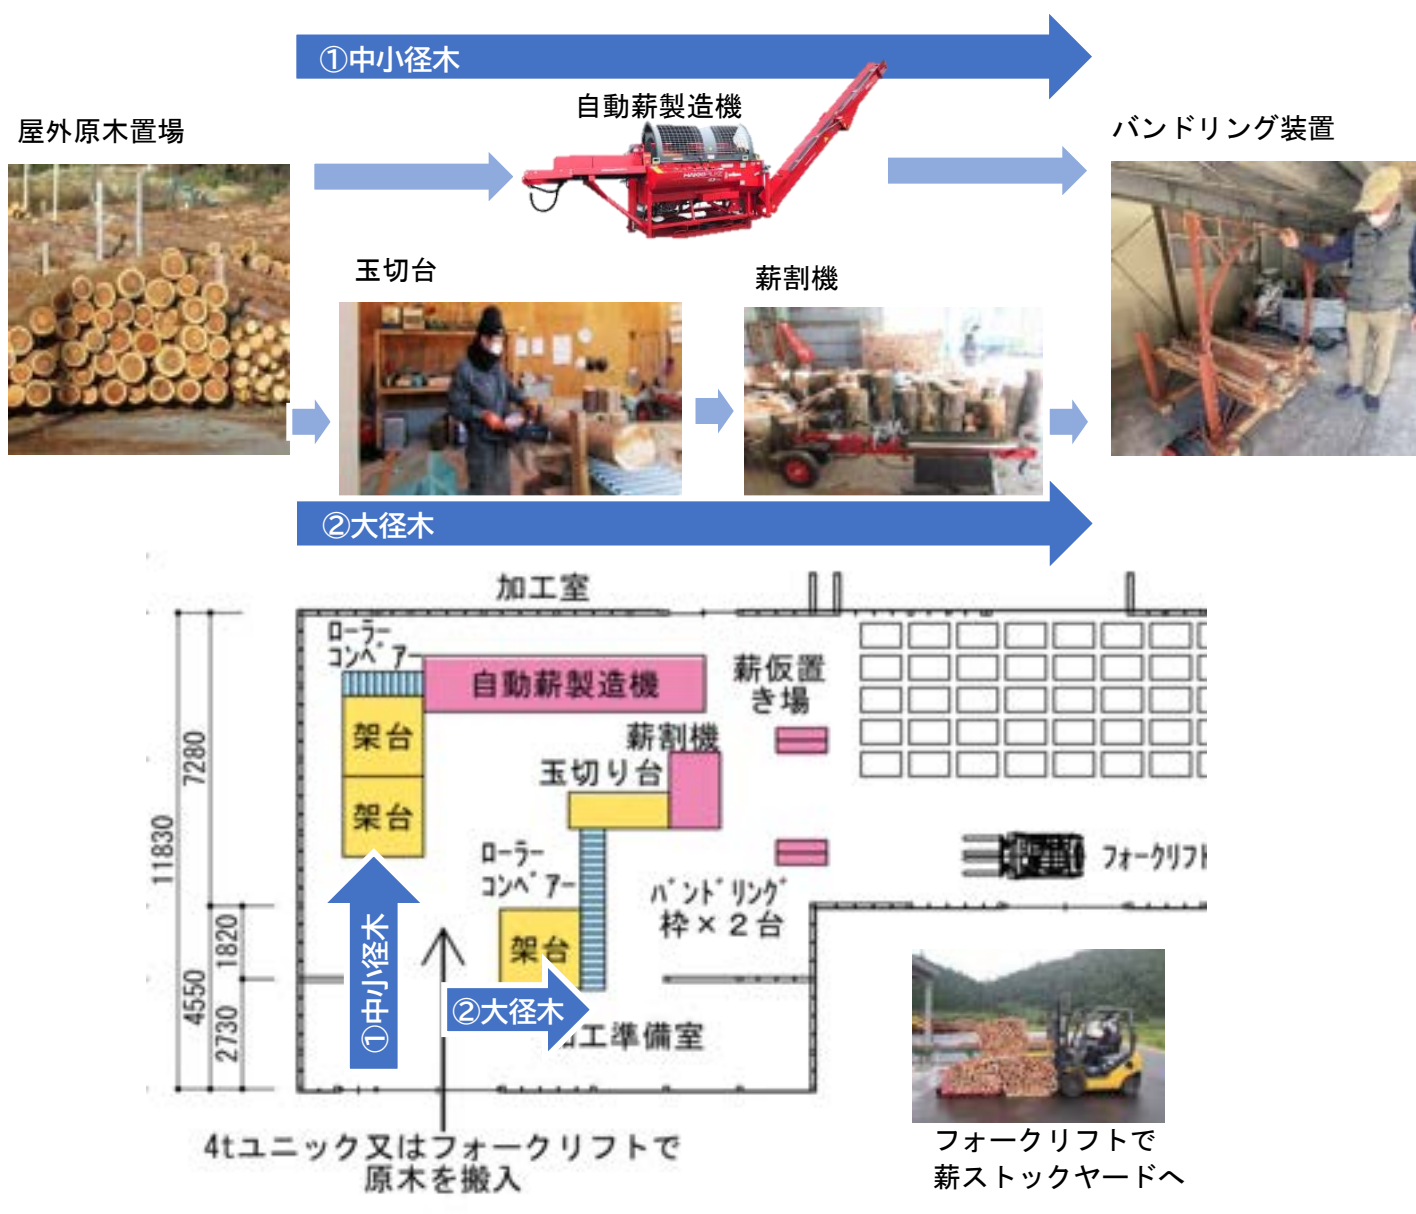 ①中小径木
自動薪製造機
屋外原木置場
バンドリング装置
玉切台
薪割機
②大径木
加工室
ローラー
コンベアー
自動薪製造機
薪仮置
き場
架台
薪割機
玉切り台
架台
7280
11830
ローラー
コンベアー
フォークリフト
バンドリング
枠×2台
架台
1820
4550
2730
①中小径木
②大径木
工準備室
4tユニック又はフォークリフトで
原木を搬入
フォークリフトで
薪ストックヤードへ